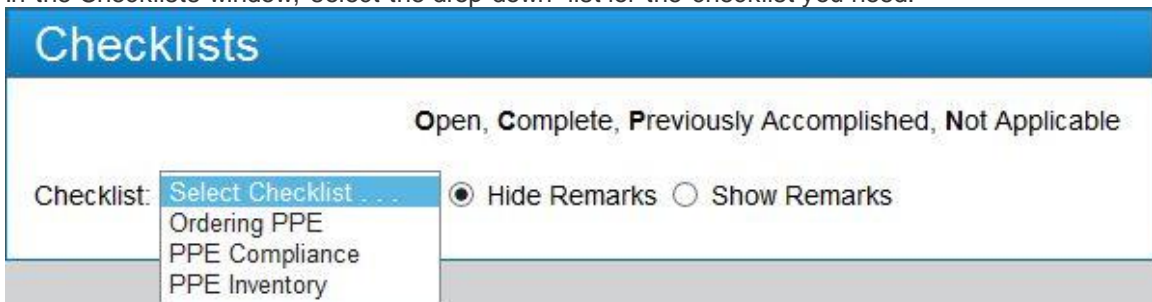 in the Checklists window, select the drop-down list for the checklist you need.
Checklists
Open, Complete, Previously Accomplished, Not Applicable
Checklist: Select Checklist . . . Hide Remarks Show Remarks
Ordering PPE
PPE Compliance
PPE Inventory